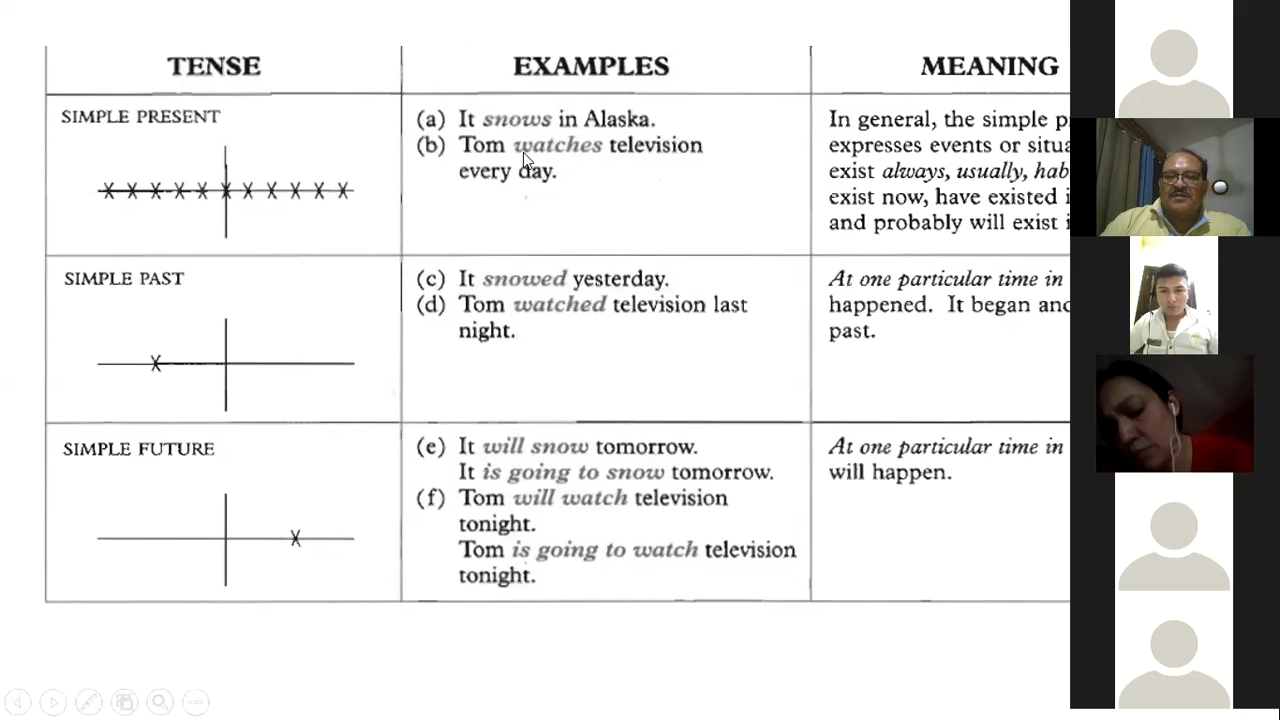 TENSE
EXAMPLES
MEANING
SIMPLE PRESENT
(a) It snows in Alaska.
(b) Tom watches television
every day.
In general, the simple p
expresses events or situa
exist always, usually, hab
exist now, have existed i
and probably will exist i
SIMPLE PAST
(c) It snowed yesterday.
(d) Tom watched television last
night.
At one particular time in
happened. It began and
past.
SIMPLE FUTURE
(e) It will snow tomorrow.
It is going to snow tomorrow.
(f) Tom will watch television
tonight.
Tom is going to watch television
tonight.
At one particular time in
will happen.